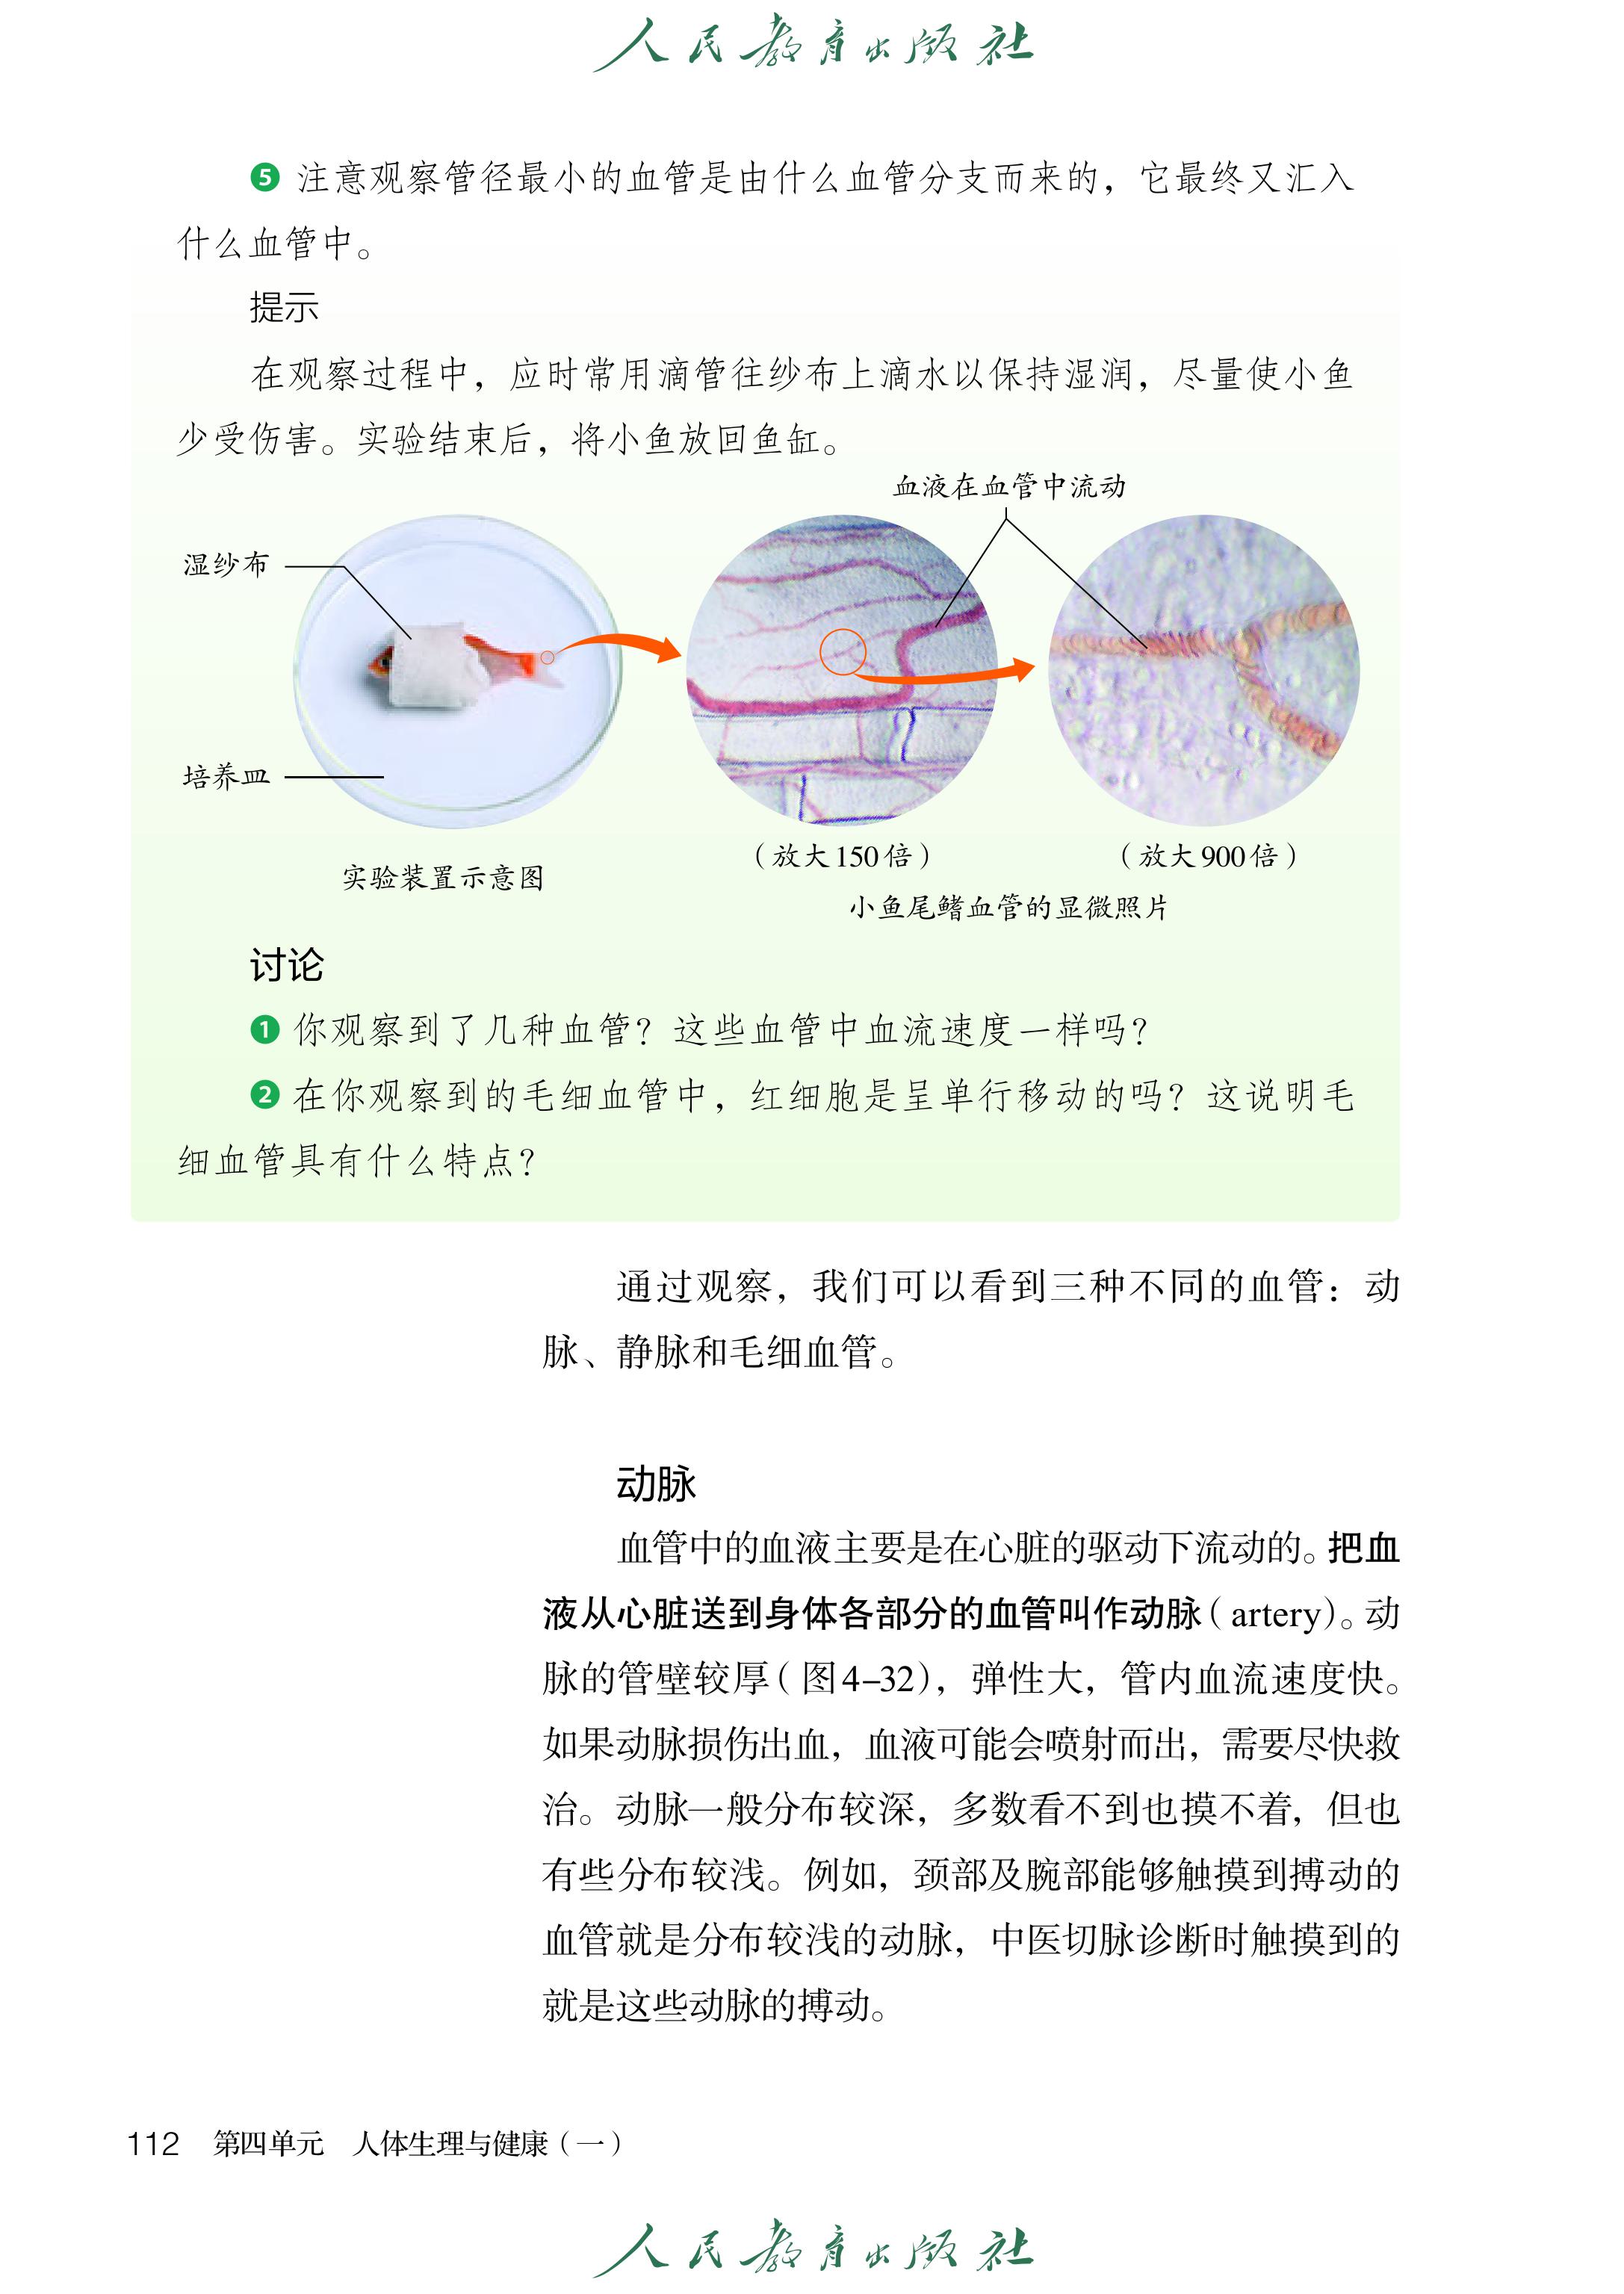 人民教育出版社
5 注意观察管径最小的血管是由什么血管分支而来的，它最终又汇入
什么血管中。
提示
在观察过程中，应时常用滴管往纱布上滴水以保持湿润，尽量使小鱼
少受伤害。实验结束后，将小鱼放回鱼缸。
血液在血管中流动
湿纱布
培养皿
（放大150倍）
（放大900倍）
实验装置示意图
小鱼尾鳍血管的显微照片
讨论
1 你观察到了几种血管？这些血管中血流速度一样吗？
2 在你观察到的毛细血管中，红细胞是呈单行移动的吗？这说明毛
细血管具有什么特点？
通过观察，我们可以看到三种不同的血管：动
脉、静脉和毛细血管。
动脉
血管中的血液主要是在心脏的驱动下流动的。把血
液从心脏送到身体各部分的血管叫作动脉（artery）。动
脉的管壁较厚（图4–32），弹性大，管内血流速度快。
如果动脉损伤出血，血液可能会喷射而出，需要尽快救
治。动脉一般分布较深，多数看不到也摸不着，但也
有些分布较浅。例如，颈部及腕部能够触摸到搏动的
血管就是分布较浅的动脉，中医切脉诊断时触摸到的
就是这些动脉的搏动。
112 第四单元 人体生理与健康（一）
人民教育出版社